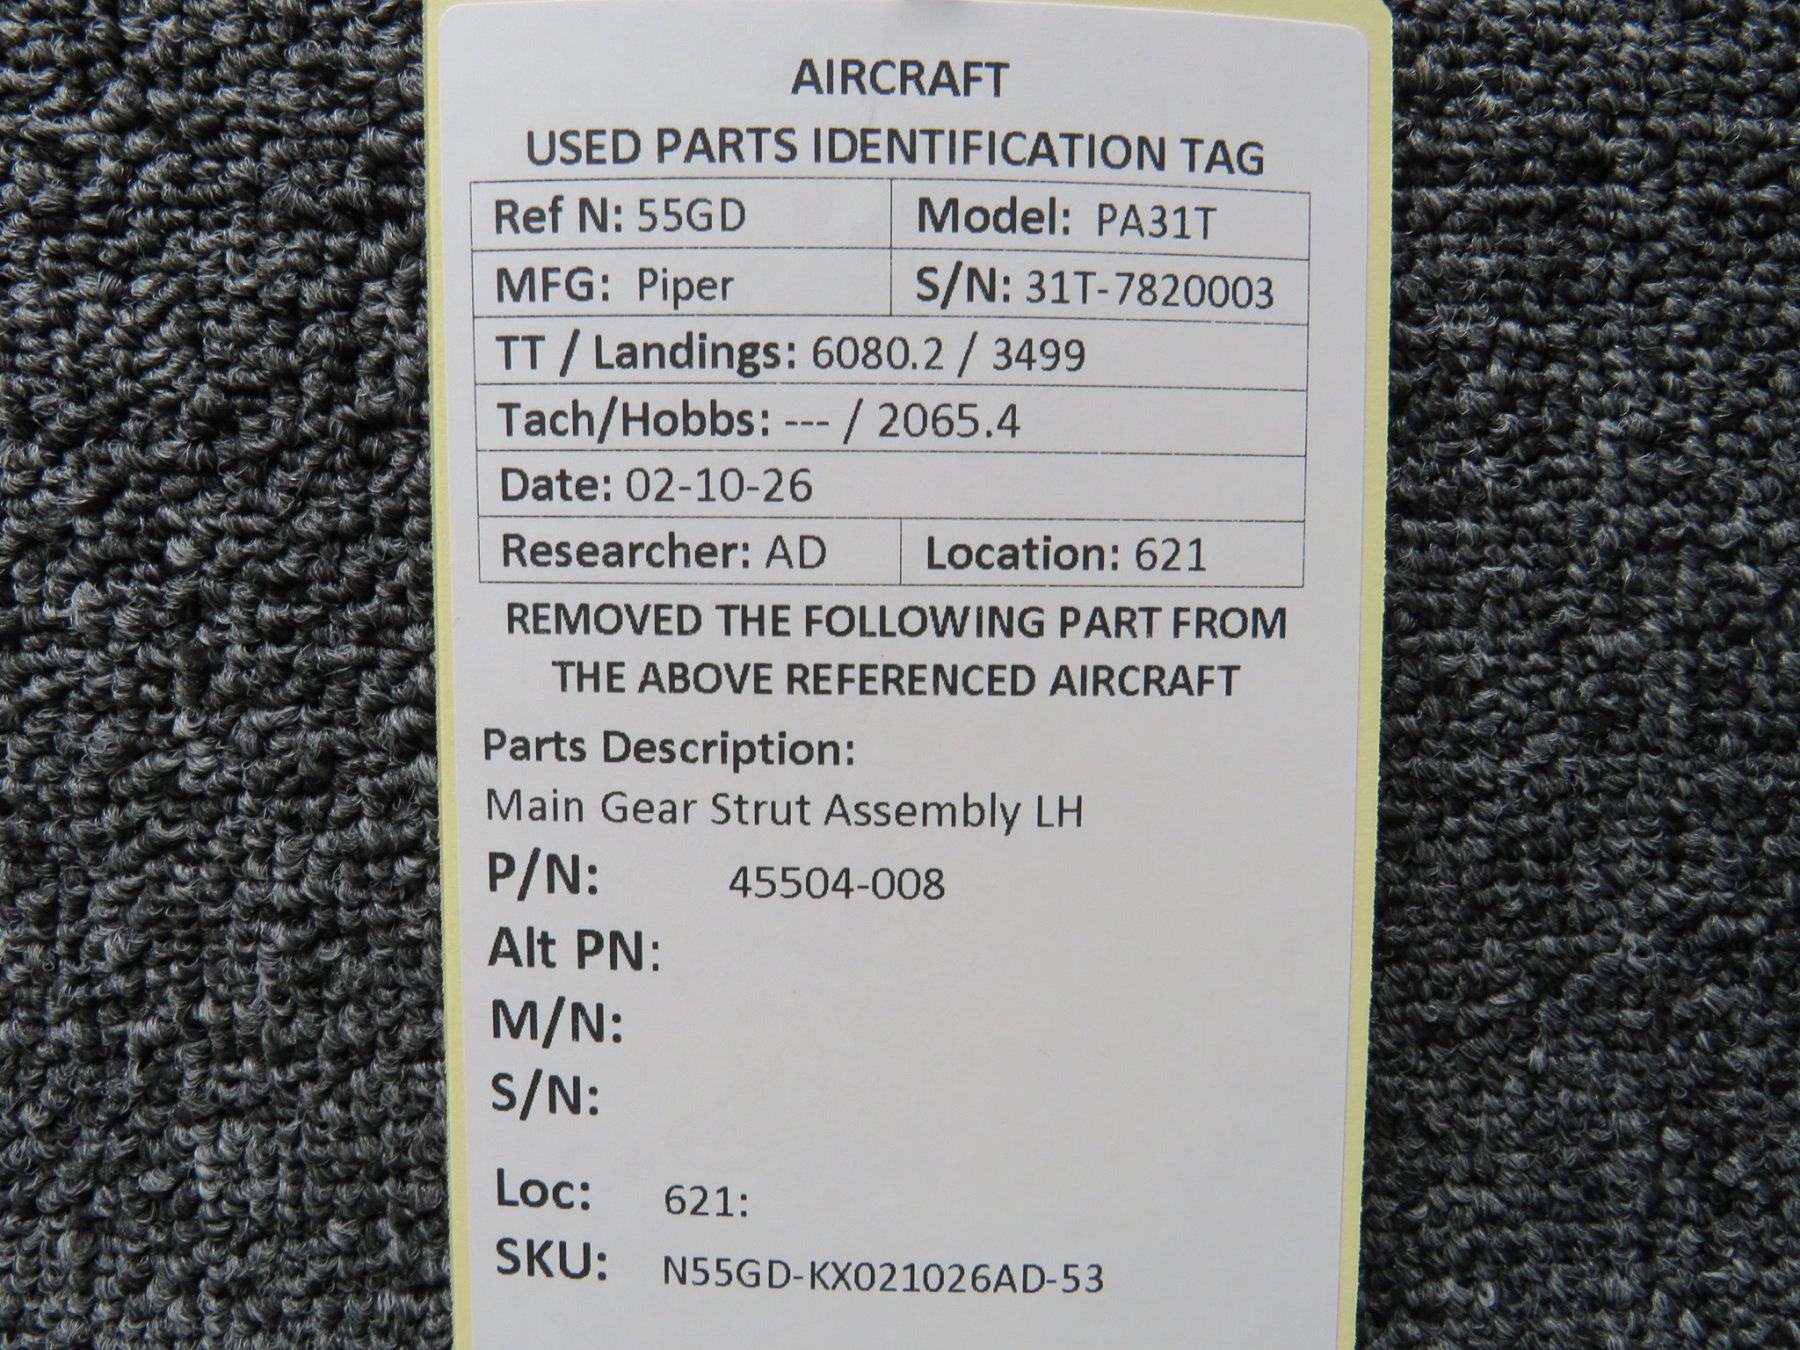 AIRCRAFT
USED PARTS IDENTIFICATION TAG
Ref N: 55GD Model: PA31T
MFG: Piper S/N: 31T-7820003
TT / Landings: 6080.2 / 3499
Tach/Hobbs: --- / 2065.4
Date: 02-10-26
Researcher: AD Location: 621
REMOVED THE FOLLOWING PART FROM
THE ABOVE REFERENCED AIRCRAFT
Parts Description:
Main Gear Strut Assembly LH
P/N: 45504-008
Alt PN:
M/N:
S/N:
Loc: 621:
SKU: N55GD-KX021026AD-53